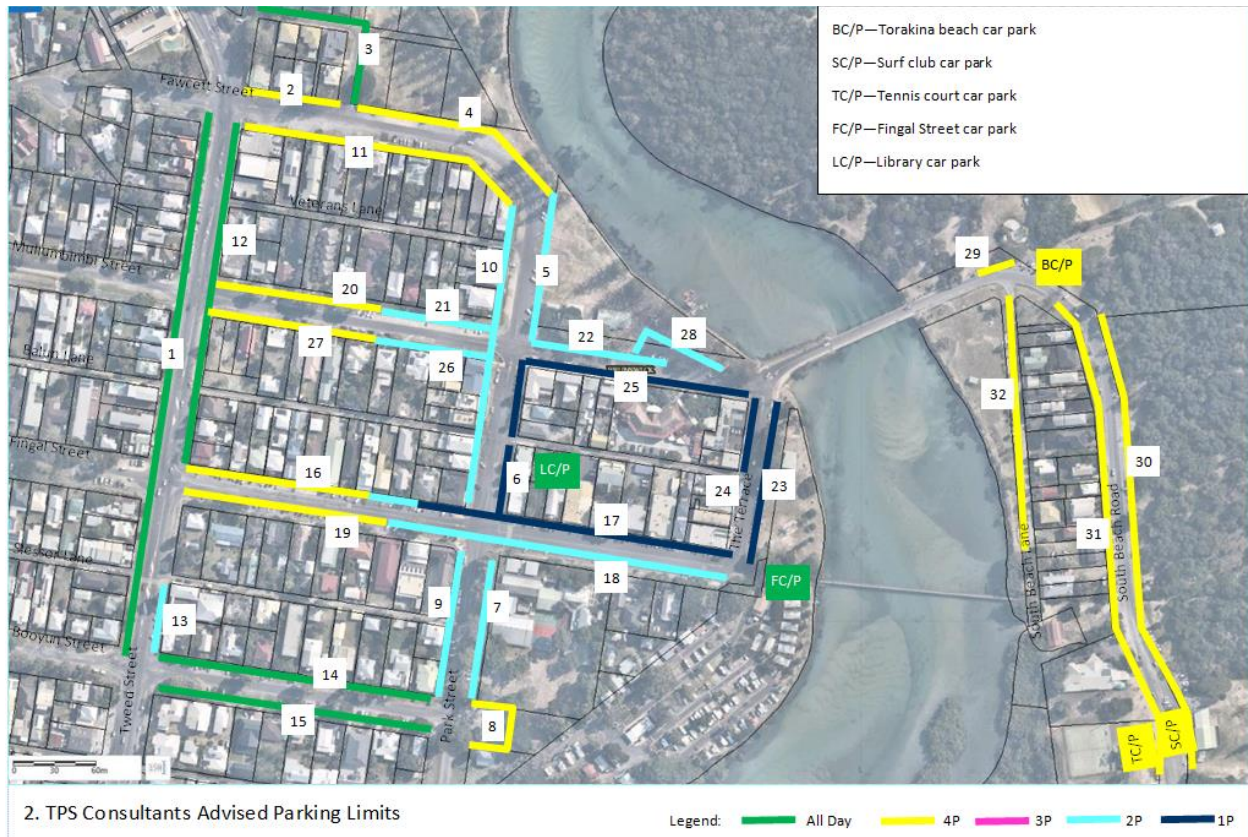 BC/P—Torakina beach car park
SC/P—Surf club car park
TC/P—Tennis court car park
FC/P—Fingal Street car park
LC/P—Library car park
3
2
Fawcett Street
4
11
Veterans Lane
12
Mullumbimbi Street
10
5
29
BC/P
20
21
22
28
1
27
26
25
32
Fingal Street
16
LC/P
6
24
23
30
17
The Terrace
19
31
South Beach Road
18
FC/P
South Beach Lane
9
7
13
Booyun Street
14
Tweed Street
15
Park Street
8
TC/P
SC/P
0 30 60m
2. TPS Consultants Advised Parking Limits
Legend: All Day 4P 3P 2P 1P